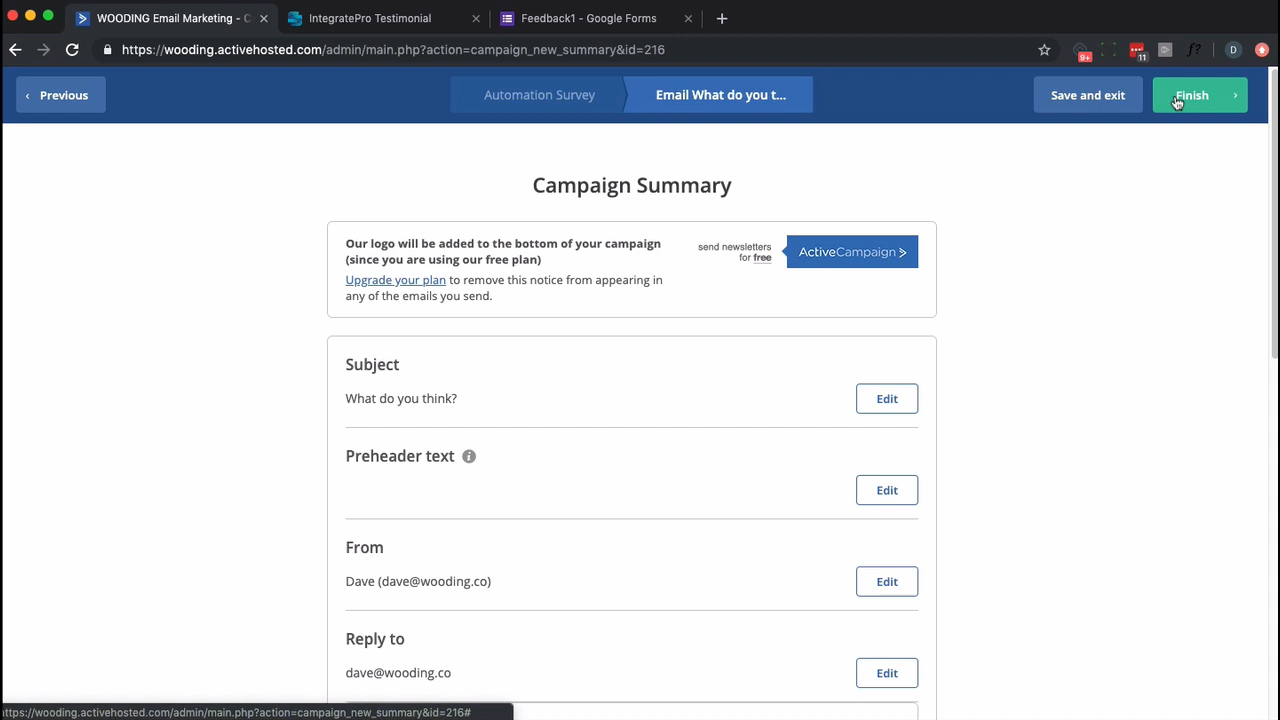 WOODING Email Marketing - C
IntegratePro Testimonial
Feedback1 - Google Forms
https://wooding.activehosted.com/admin/main.php?action=campaign_new_summary&id=216
9+
11
f?
D
Previous
Automation Survey
Email What do you t...
Save and exit
Finish
Campaign Summary
Our logo will be added to the bottom of your campaign
(since you are using our free plan)
Upgrade your plan to remove this notice from appearing in
any of the emails you send.
send newsletters
for free
ActiveCampaign >
Subject
What do you think?
Edit
Preheader text
Edit
From
Dave (dave@wooding.co)
Edit
Reply to
dave@wooding.co
Edit
https://wooding.activehosted.com/admin/main.php?action=campaign_new_summary&id=216#